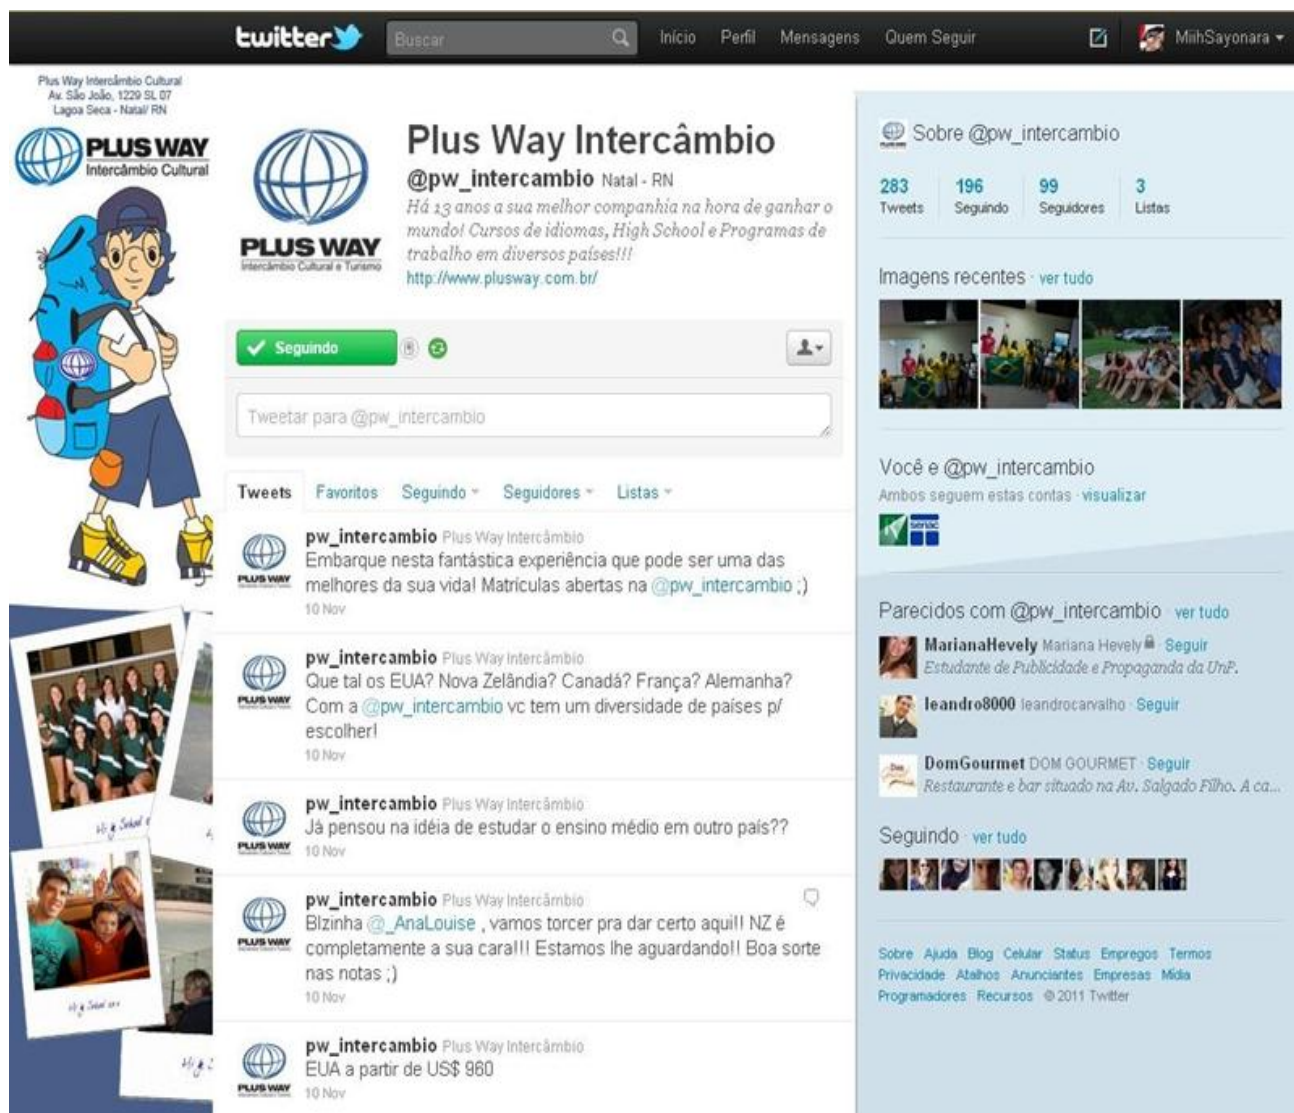 twitter Buscar Início Perfil Mensagens Quem Seguir MiihSayonara
Plus Way Intercâmbio Cultural
Av. São João, 1229 SL 07
Lagoa Seca - Natal/ RN
PLUS WAY
Intercâmbio Cultural
PLUS WAY
Intercâmbio Cultural e Turismo
Plus Way Intercâmbio
@pw_intercambio Natal - RN
Há 13 anos a sua melhor companhia na hora de ganhar o
mundo! Cursos de idiomas, High School e Programas de
trabalho em diversos países!!!
http://www.plusway.com.br/
Seguindo
Tweetar para @pw_intercambio
Tweets Favoritos Seguindo Seguidores Listas
PLUS WAY
pw_intercambio Plus Way Intercâmbio
Embarque nesta fantástica experiência que pode ser uma das
melhores da sua vida! Matrículas abertas na @pw_intercambio ;)
10 Nov
PLUS WAY
pw_intercambio Plus Way Intercâmbio
Que tal os EUA? Nova Zelândia? Canadá? França? Alemanha?
Com a @pw_intercambio vc tem um diversidade de países p/
escolher!
10 Nov
PLUS WAY
pw_intercambio Plus Way Intercâmbio
Já pensou na idéia de estudar o ensino médio em outro país??
10 Nov
PLUS WAY
pw_intercambio Plus Way Intercâmbio
BIzinha @_AnaLouise , vamos torcer pra dar certo aqui!! NZ é
completamente a sua cara!!! Estamos lhe aguardando!! Boa sorte
nas notas ;)
10 Nov
PLUS WAY
pw_intercambio Plus Way Intercâmbio
EUA a partir de US$ 960
10 Nov
Sobre @pw_intercambio
283 196 99 3
Tweets Seguindo Seguidores Listas
Imagens recentes · ver tudo
Você e @pw_intercambio
Ambos seguem estas contas · visualizar
senac
Parecidos com @pw_intercambio · ver tudo
MarianaHevely Mariana Hevely · Seguir
Estudante de Publicidade e Propaganda da UnP.
leandro8000 leandrocarvalho · Seguir
DomGourmet DOM GOURMET · Seguir
Restaurante e bar situado na Av. Salgado Filho. A ca...
Seguindo · ver tudo
Sobre Ajuda Blog Celular Status Empregos Termos
Privacidade Atalhos Anunciantes Empresas Mídia
Programadores Recursos © 2011 Twitter